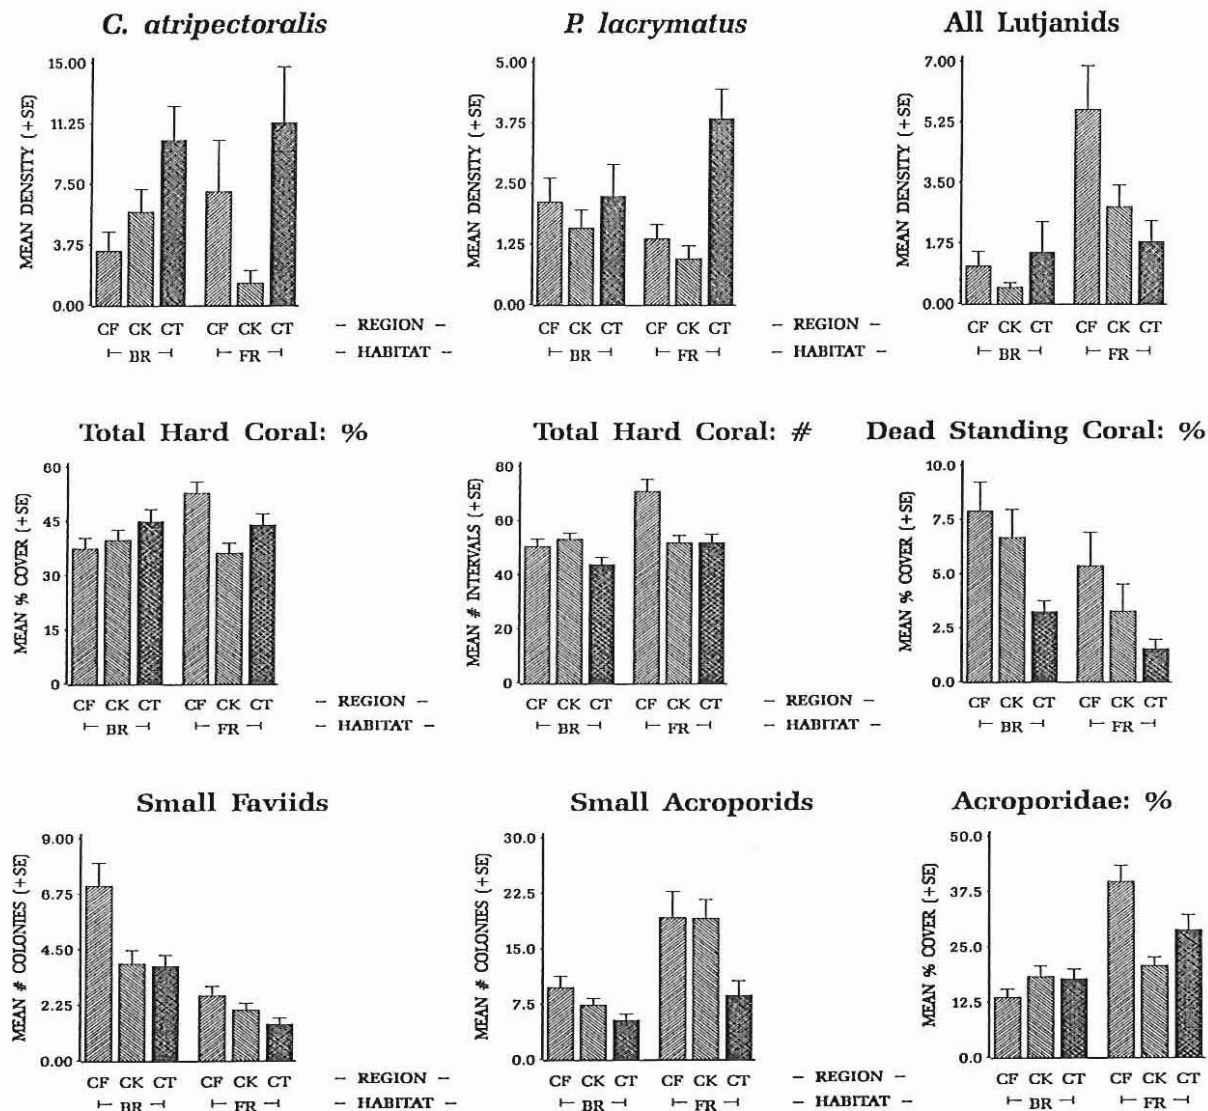 C. atripectoralis
MEAN DENSITY (+SE)
15.00
11.25
7.50
3.75
0.00
CF CK CT CF CK CT
BR FR
– REGION –
– HABITAT –
P. lacrymatus
MEAN DENSITY (+SE)
5.00
3.75
2.50
1.25
0.00
CF CK CT CF CK CT
BR FR
– REGION –
– HABITAT –
All Lutjanids
MEAN DENSITY (+SE)
7.00
5.25
3.50
1.75
0.00
CF CK CT CF CK CT
BR FR
Total Hard Coral: %
MEAN % COVER (+SE)
60
45
30
15
0
CF CK CT CF CK CT
BR FR
– REGION –
– HABITAT –
Total Hard Coral: #
MEAN # INTERVALS (+SE)
80
60
40
20
0
CF CK CT CF CK CT
BR FR
– REGION –
– HABITAT –
Dead Standing Coral: %
MEAN % COVER (+SE)
10.0
7.5
5.0
2.5
0.0
CF CK CT CF CK CT
BR FR
Small Faviids
MEAN # COLONIES (+SE)
9.00
6.75
4.50
2.25
0.00
CF CK CT CF CK CT
BR FR
– REGION –
– HABITAT –
Small Acroporids
MEAN # COLONIES (+SE)
30.0
22.5
15.0
7.5
0.0
CF CK CT CF CK CT
BR FR
– REGION –
– HABITAT –
Acroporidae: %
MEAN % COVER (+SE)
50.0
37.5
25.0
12.5
0.0
CF CK CT CF CK CT
BR FR